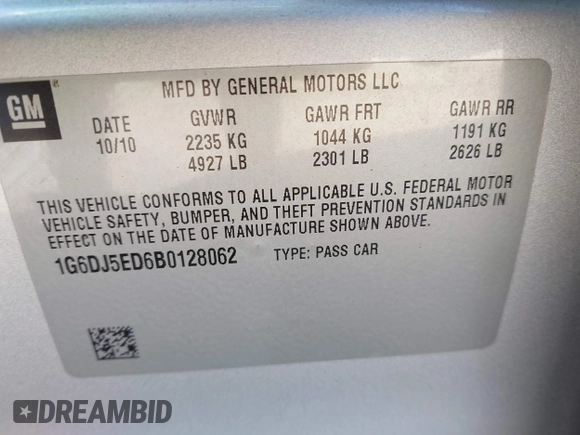 GM®
MFD BY GENERAL MOTORS LLC
DATE GVWR GAWR FRT GAWR RR
10/10 2235 KG 1044 KG 1191 KG
4927 LB 2301 LB 2626 LB
THIS VEHICLE CONFORMS TO ALL APPLICABLE U.S. FEDERAL MOTOR
VEHICLE SAFETY, BUMPER, AND THEFT PREVENTION STANDARDS IN
EFFECT ON THE DATE OF MANUFACTURE SHOWN ABOVE.
1G6DJ5ED6B0128062 TYPE: PASS CAR
DREAMBID